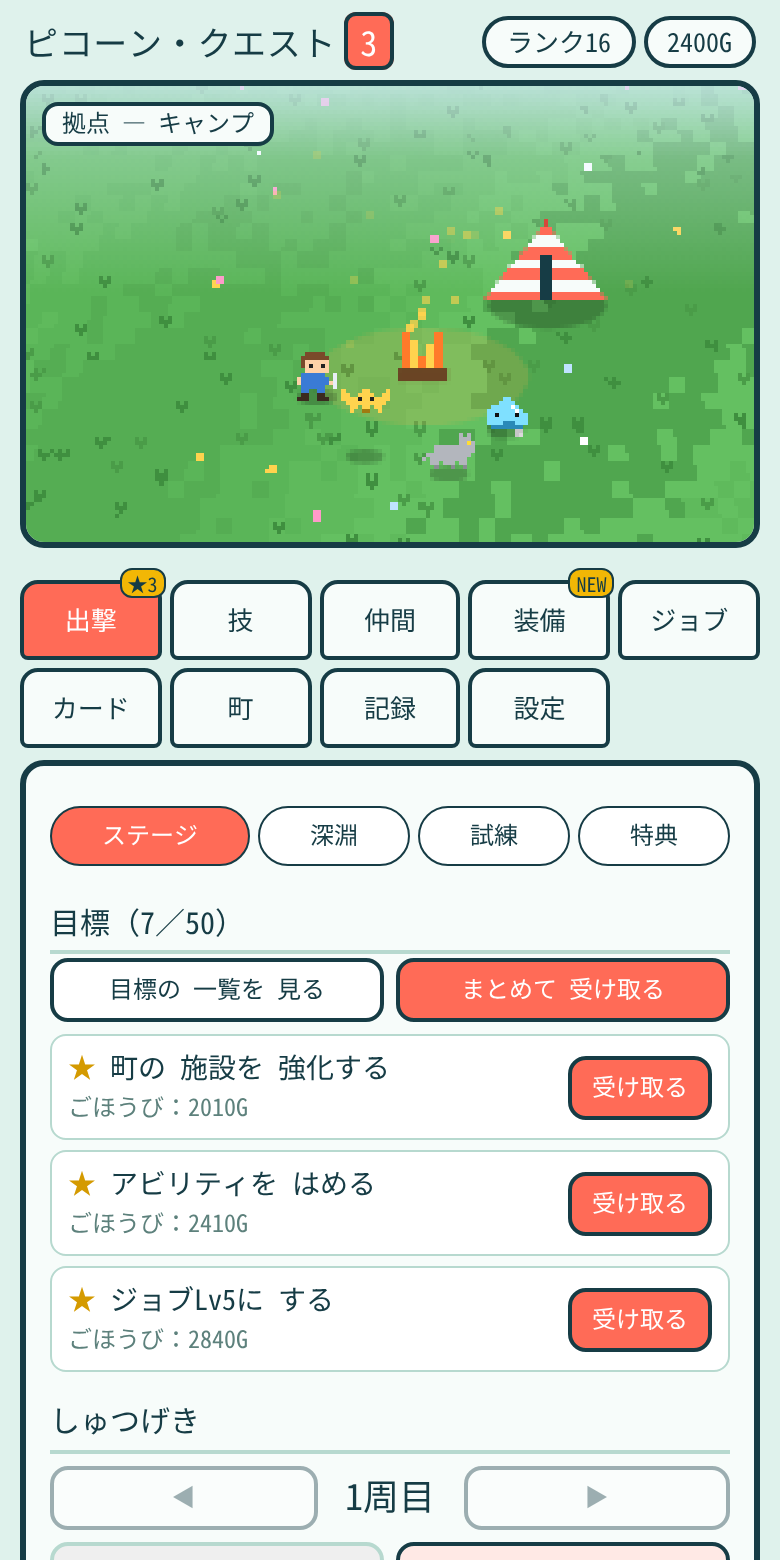 ピコーン・クエスト 3 ランク16 2400G
拠点 — キャンプ
★3 NEW
出撃 技 仲間 装備 ジョブ
カード 町 記録 設定
ステージ 深淵 試練 特典
目標（7／50）
目標の 一覧を 見る まとめて 受け取る
★ 町の 施設を 強化する
ごほうび：2010G
受け取る
★ アビリティを はめる
ごほうび：2410G
受け取る
★ ジョブLv5に する
ごほうび：2840G
受け取る
しゅつげき
◀ 1周目 ▶